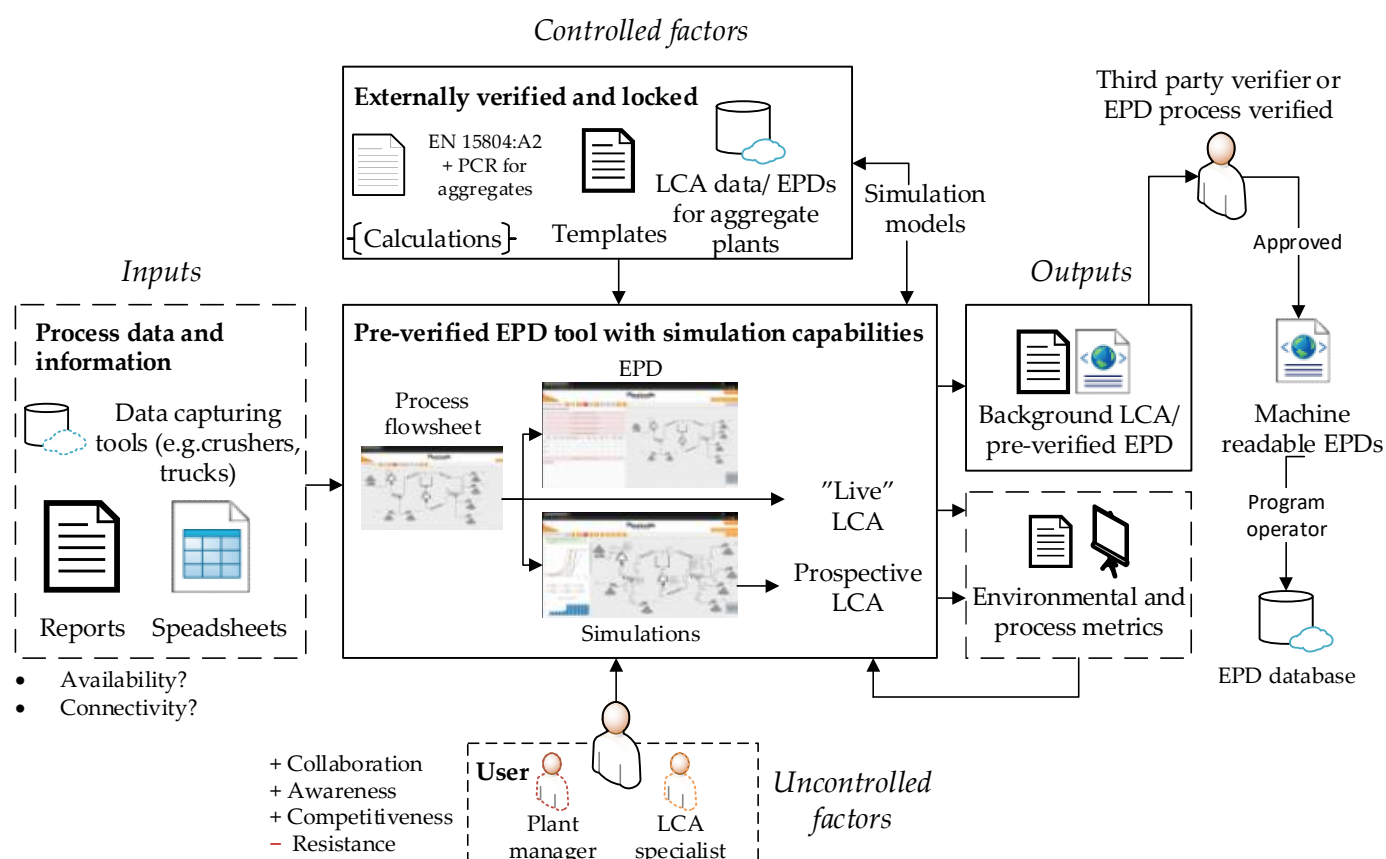 Controlled factors
Externally verified and locked
EN 15804:A2
+ PCR for
aggregates
{Calculations}
Templates
LCA data/ EPDs
for aggregate
plants
Simulation
models
Third party verifier or
EPD process verified
Approved
Inputs
Process data and
information
Data capturing
tools (e.g.crushers,
trucks)
Reports
Speadsheets
• Availability?
• Connectivity?
Pre-verified EPD tool with simulation capabilities
EPD
Process
flowsheet
"Live"
LCA
Prospective
LCA
Simulations
Outputs
Background LCA/
pre-verified EPD
Environmental and
process metrics
Machine
readable EPDs
Program
operator
EPD database
+ Collaboration
+ Awareness
+ Competitiveness
− Resistance
User
Plant
manager
LCA
specialist
Uncontrolled
factors